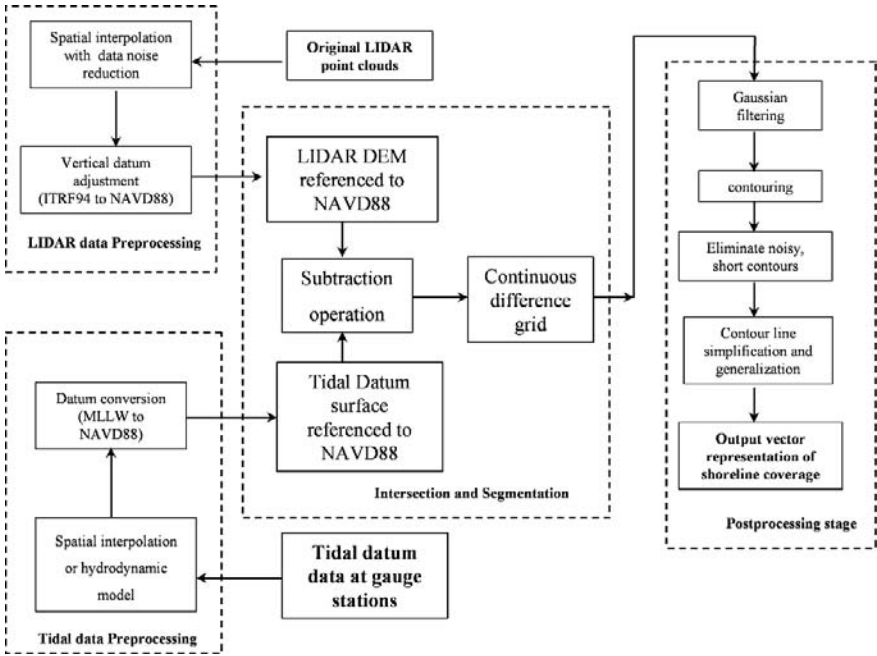 Spatial interpolation
with data noise
reduction
Original LIDAR
point clouds
Vertical datum
adjustment
(ITRF94 to NAVD88)
LIDAR data Preprocessing
LIDAR DEM
referenced to
NAVD88
Subtraction
operation
Continuous
difference
grid
Tidal Datum
surface
referenced to
NAVD88
Intersection and Segmentation
Datum conversion
(MLLW to
NAVD88)
Spatial interpolation
or hydrodynamic
model
Tidal datum
data at gauge
stations
Tidal data Preprocessing
Gaussian
filtering
contouring
Eliminate noisy,
short contours
Contour line
simplification and
generalization
Output vector
representation of
shoreline coverage
Postprocessing stage